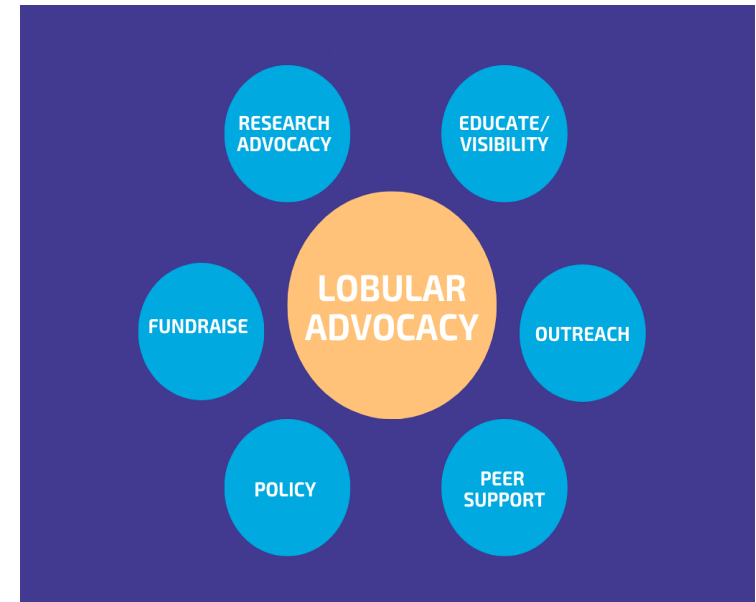 RESEARCH
ADVOCACY
EDUCATE/
VISIBILITY
LOBULAR
ADVOCACY
FUNDRAISE
OUTREACH
POLICY
PEER
SUPPORT